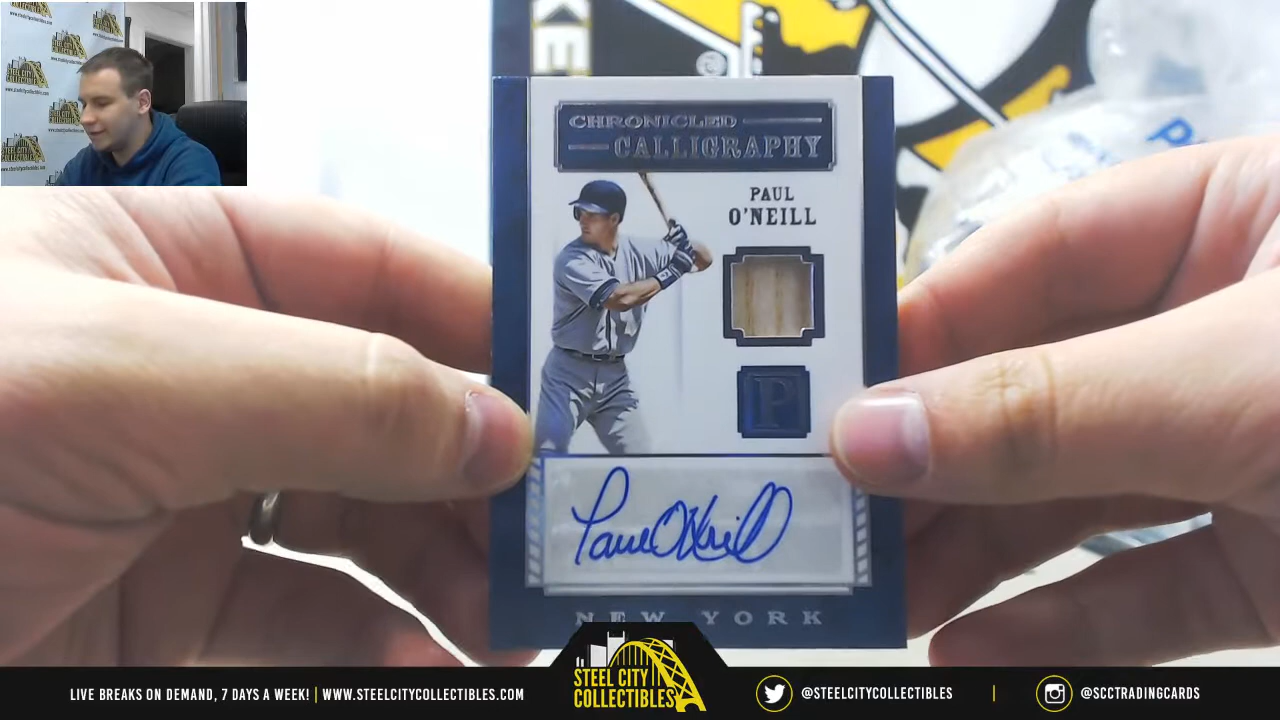 CHRONICLED
CALLIGRAPHY
PAUL
O'NEILL
P
Paul O'Neill
NEW YORK
STEEL CITY
COLLECTIBLES
LIVE BREAKS ON DEMAND, 7 DAYS A WEEK! | WWW.STEELCITYCOLLECTIBLES.COM
@STEELCITYCOLLECTIBLES | @SCCTRADINGCARDS